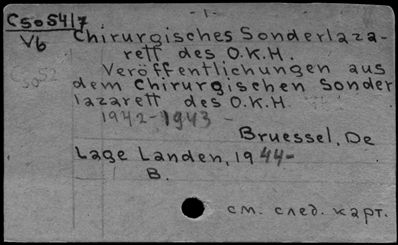 - 1 -
C5054/7
Chirurgisches Sonderlaza-
Vb
rett des O.K.H.
Veröffentlichungen aus
dem Chirurgischen Sonder
lazarett des O.K.H
1942-1943 -
Bruessel, De
Lage Landen, 1944-
B.
см. след. карт.